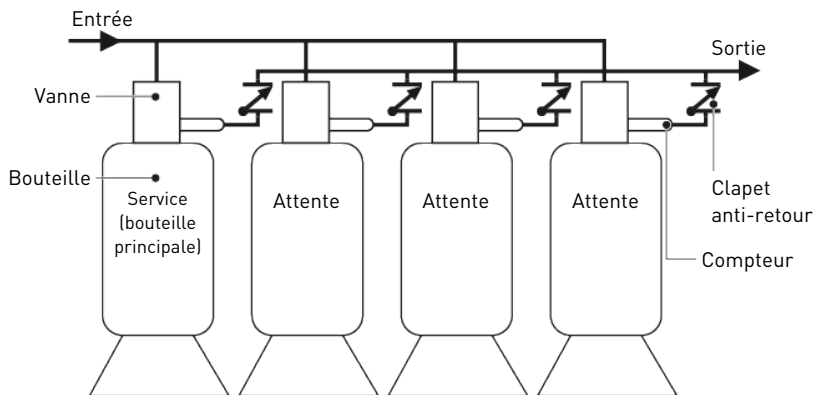 Entrée
Sortie
Vanne
Bouteille
Service
(bouteille
principale)
Attente
Attente
Attente
Clapet
anti-retour
Compteur